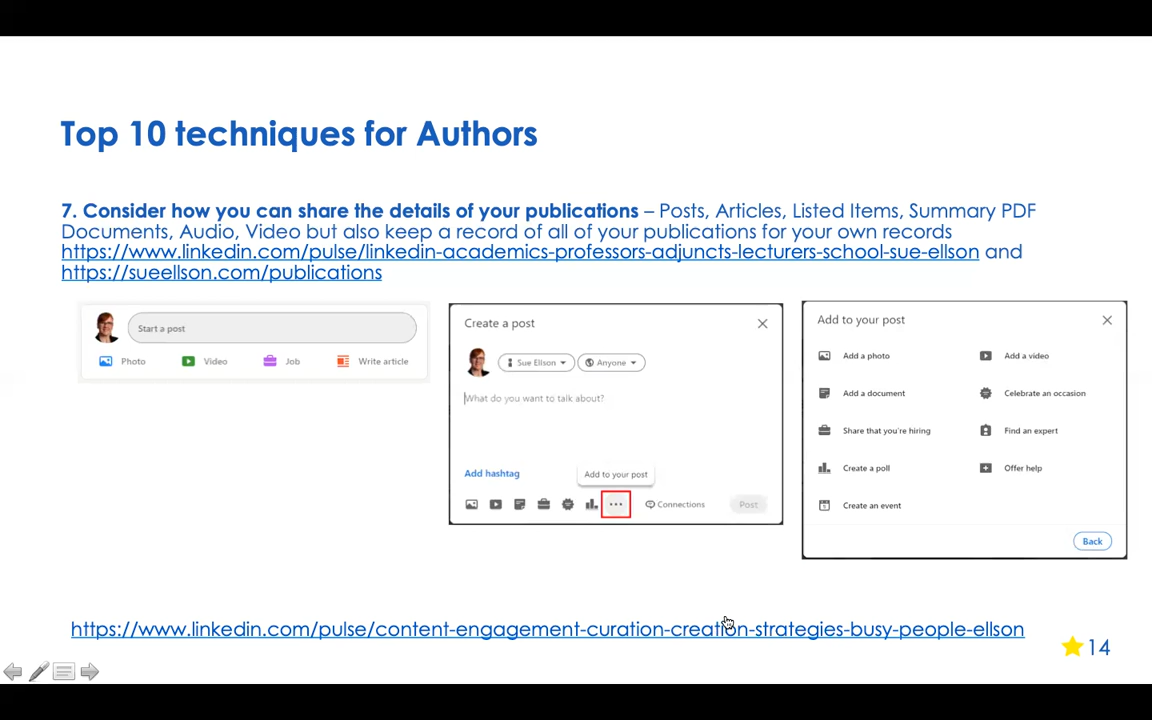 Top 10 techniques for Authors
7. Consider how you can share the details of your publications – Posts, Articles, Listed Items, Summary PDF
Documents, Audio, Video but also keep a record of all of your publications for your own records
https://www.linkedin.com/pulse/linkedin-academics-professors-adjuncts-lecturers-school-sue-ellson and
https://sueellson.com/publications
Start a post
Photo Video Job Write article
Create a post
Sue Ellson Anyone
What do you want to talk about?
Add hashtag Add to your post
Connections Post
Add to your post
Add a photo Add a video
Add a document Celebrate an occasion
Share that you're hiring Find an expert
Create a poll Offer help
Create an event
Back
https://www.linkedin.com/pulse/content-engagement-curation-creation-strategies-busy-people-ellson
14